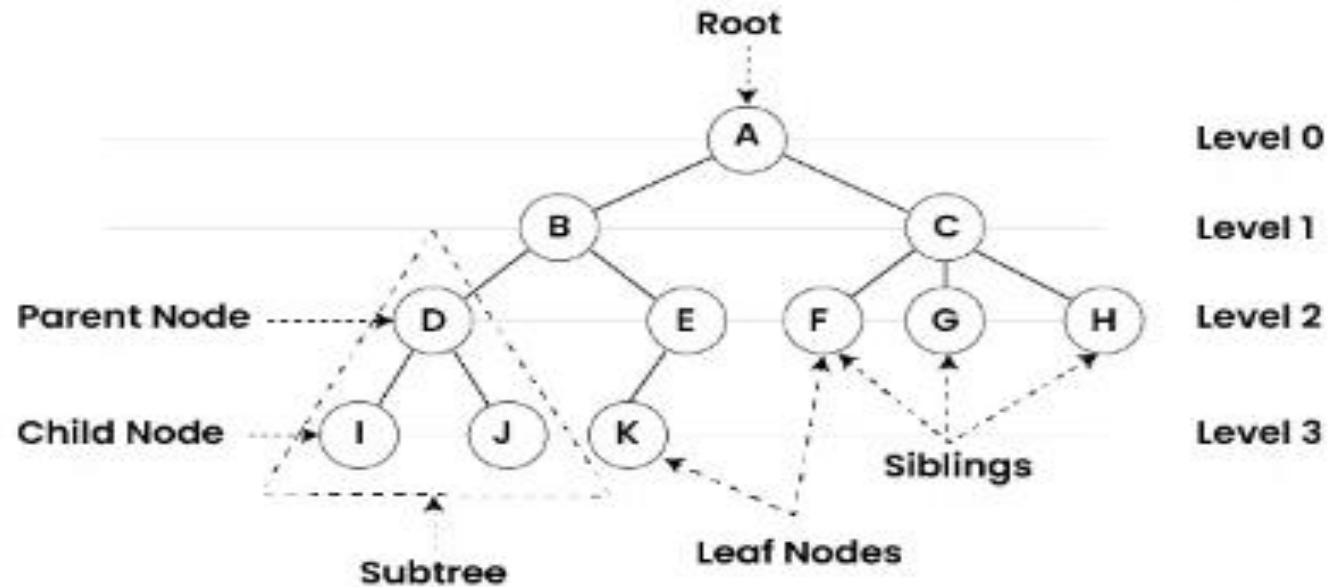 Root
A
Level 0
B
C
Level 1
Parent Node
D
E
F
G
H
Level 2
Child Node
I
J
K
Level 3
Siblings
Leaf Nodes
Subtree